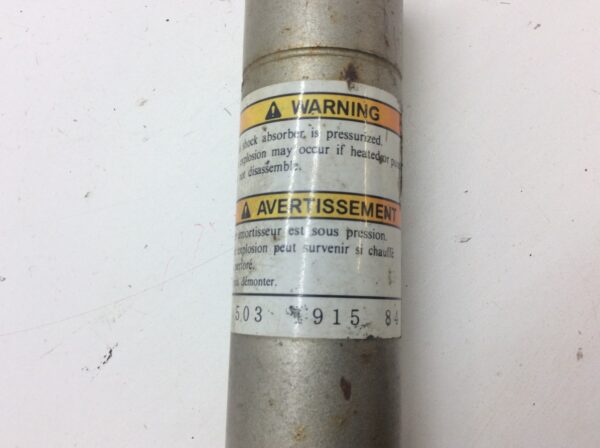 WARNING
shock absorber is pressurized.
explosion may occur if heated or
not disassemble.
AVERTISSEMENT
amortisseur est sous pression.
explosion peut survenir si chauffé
perforé.
démonter.
503 915 84